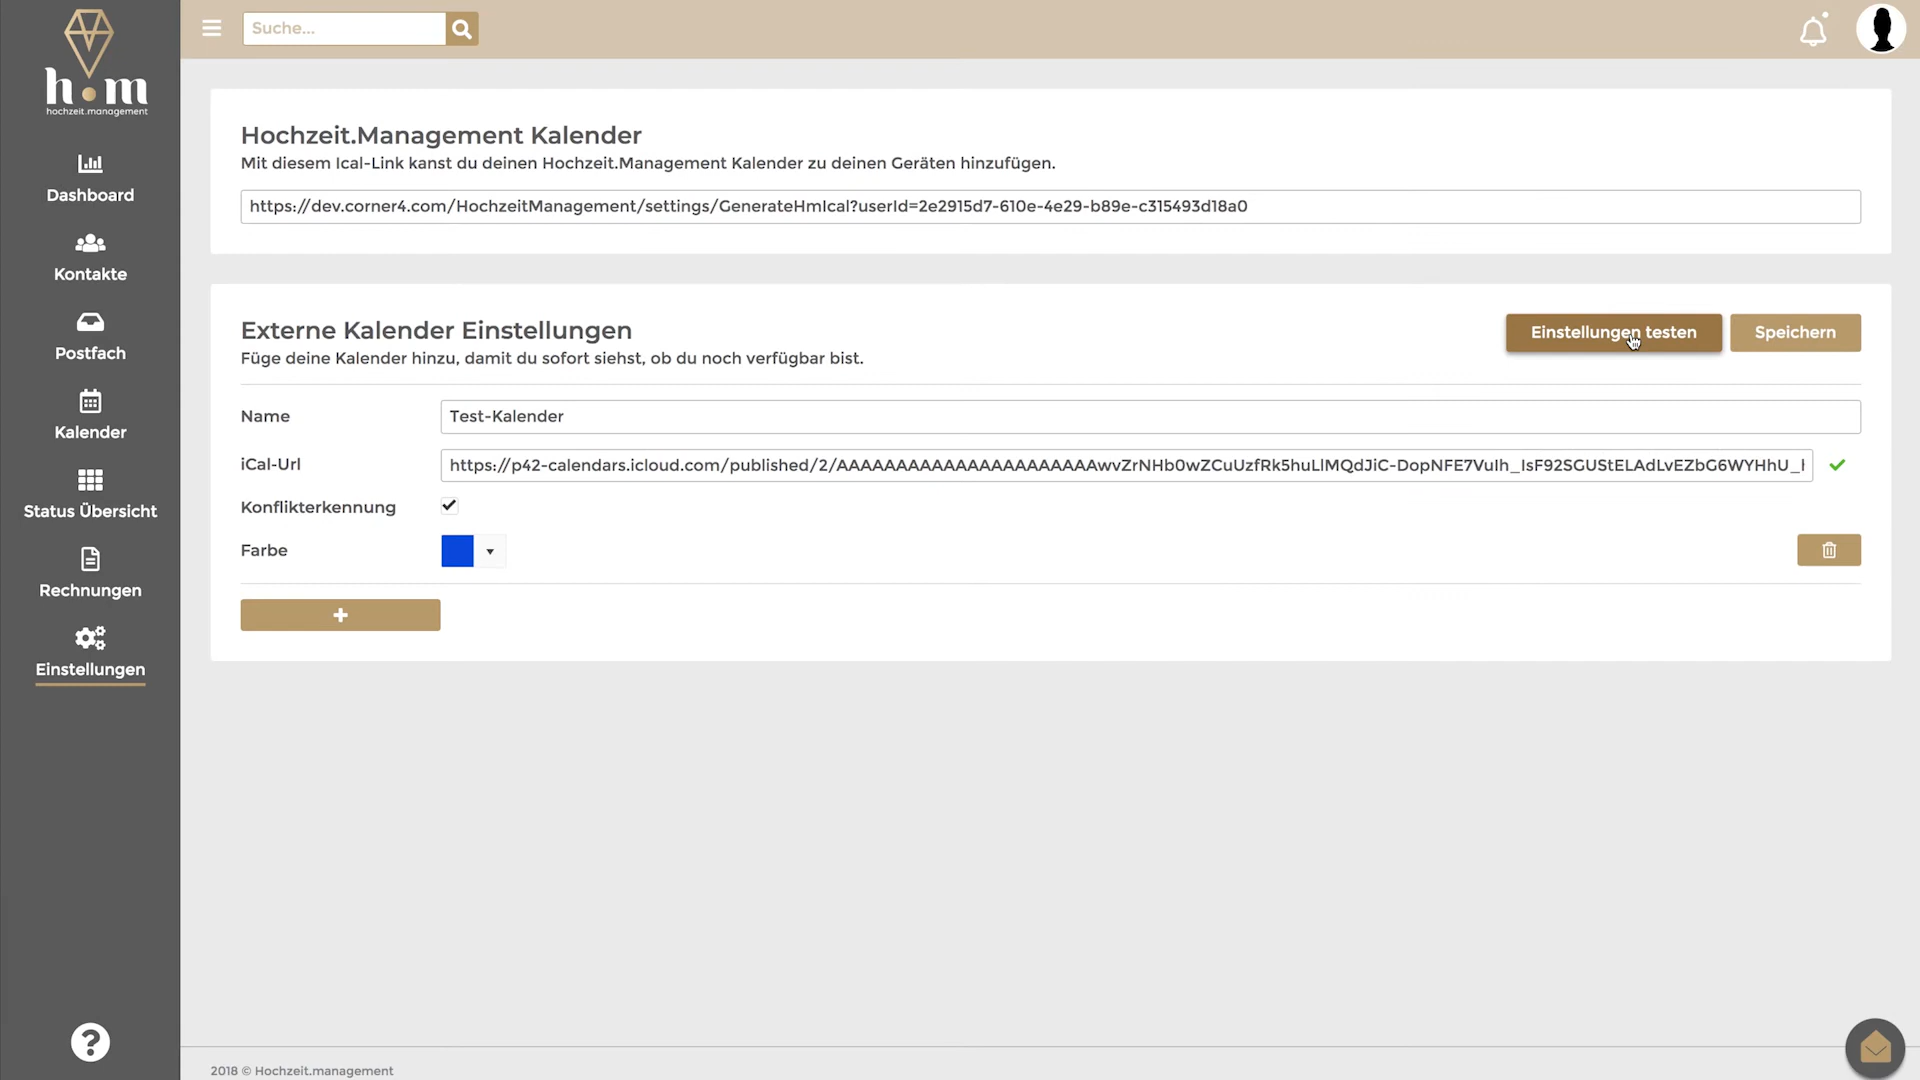 h.m
hochzeit.management
Dashboard
Kontakte
Postfach
Kalender
Status Übersicht
Rechnungen
Einstellungen
?
Suche...
Hochzeit.Management Kalender
Mit diesem Ical-Link kanst du deinen Hochzeit.Management Kalender zu deinen Geräten hinzufügen.
https://dev.corner4.com/HochzeitManagement/settings/GenerateHmIcal?userId=2e2915d7-610e-4e29-b89e-c315493d18a0
Externe Kalender Einstellungen
Füge deine Kalender hinzu, damit du sofort siehst, ob du noch verfügbar bist.
Einstellungen testen
Speichern
Name
Test-Kalender
iCal-Url
https://p42-calendars.icloud.com/published/2/AAAAAAAAAAAAAAAAAAAAAAwvZrNHb0wZCuUzfRk5huLlMQdJiC-DopNFE7VuIh_IsF92SGUStELAdLvEZbG6WYHhU_
Konflikterkennung
Farbe
+
2018 © Hochzeit.management